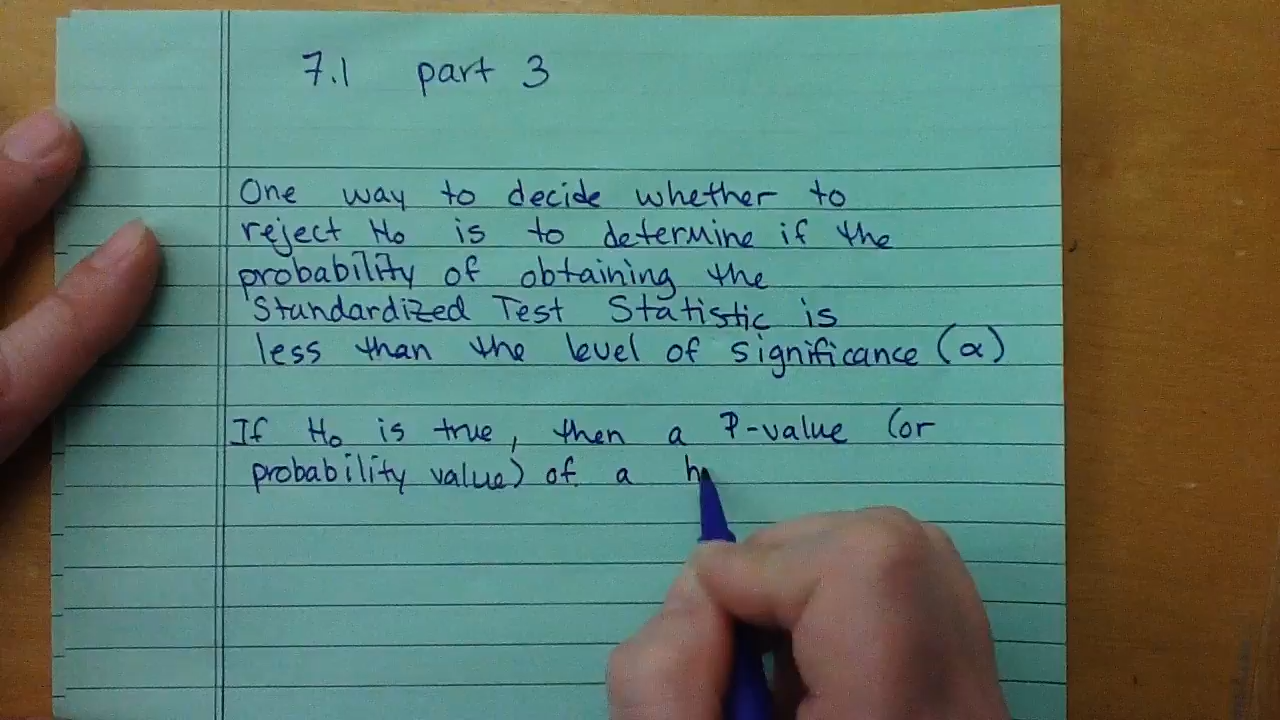 7.1 part 3
One way to decide whether to
reject H₀ is to determine if the
probability of obtaining the
Standardized Test Statistic is
less than the level of significance (α)
If H₀ is true, then a P-value (or
probability value) of a h